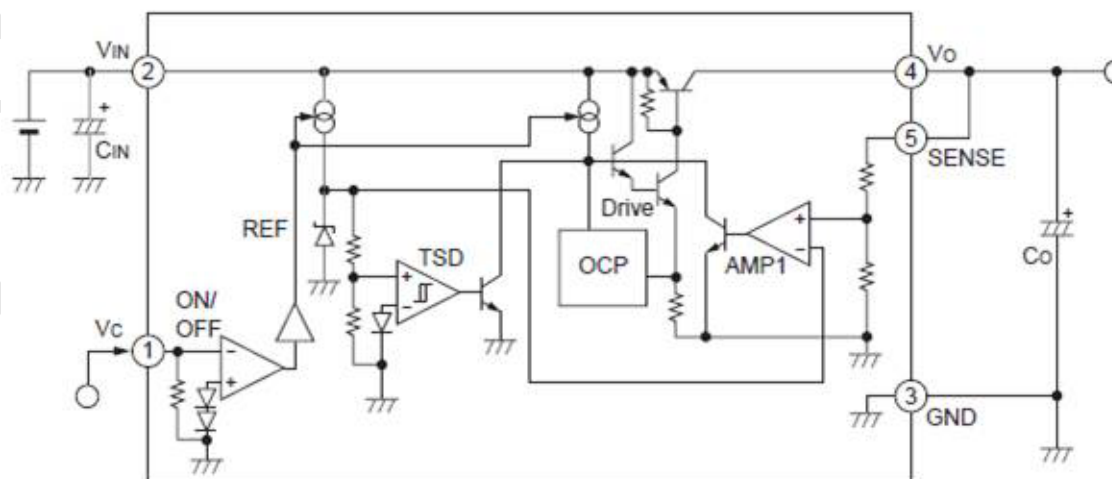 VIN
2
4
VO
+
CIN
5
SENSE
Drive
REF
TSD
OCP
AMP1
+
−
+
−
+
CO
ON/
OFF
VC
1
−
+
3
GND